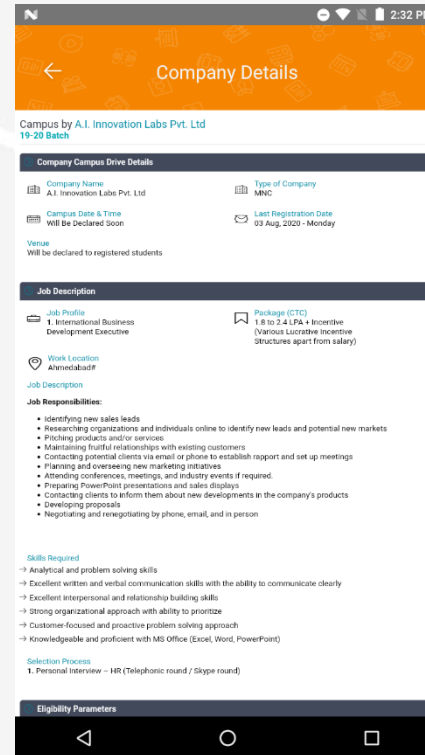 2:32 PM
Company Details
Campus by A.I. Innovation Labs Pvt. Ltd
19-20 Batch
Company Campus Drive Details
Company Name
A.I. Innovation Labs Pvt. Ltd
Type of Company
MNC
Campus Date & Time
Will Be Declared Soon
Last Registration Date
03 Aug, 2020 - Monday
Venue
Will be declared to registered students
Job Description
Job Profile
1. International Business
Development Executive
Package (CTC)
1.8 to 2.4 LPA + Incentive
(Various Lucrative Incentive
Structures apart from salary)
Work Location
Ahmedabad#
Job Description
Job Responsibilities:
• Identifying new sales leads
• Researching organizations and individuals online to identify new leads and potential new markets
• Pitching products and/or services
• Maintaining fruitful relationships with existing customers
• Contacting potential clients via email or phone to establish rapport and set up meetings
• Planning and overseeing new marketing initiatives
• Attending conferences, meetings, and industry events if required.
• Preparing PowerPoint presentations and sales displays
• Contacting clients to inform them about new developments in the company's products
• Developing proposals
• Negotiating and renegotiating by phone, email, and in person
Skills Required
→ Analytical and problem solving skills
→ Excellent written and verbal communication skills with the ability to communicate clearly
→ Excellent interpersonal and relationship building skills
→ Strong organizational approach with ability to prioritize
→ Customer-focused and proactive problem solving approach
→ Knowledgeable and proficient with MS Office (Excel, Word, PowerPoint)
Selection Process
1. Personal Interview – HR (Telephonic round / Skype round)
Eligibility Parameters